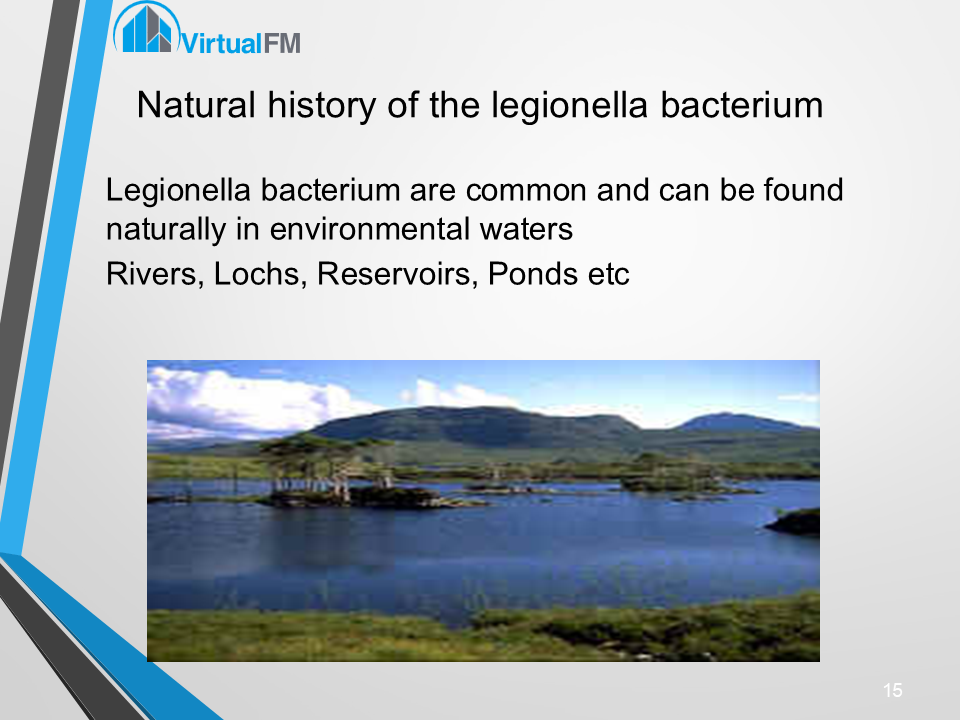 VirtualFM
Natural history of the legionella bacterium
Legionella bacterium are common and can be found
naturally in environmental waters
Rivers, Lochs, Reservoirs, Ponds etc
15